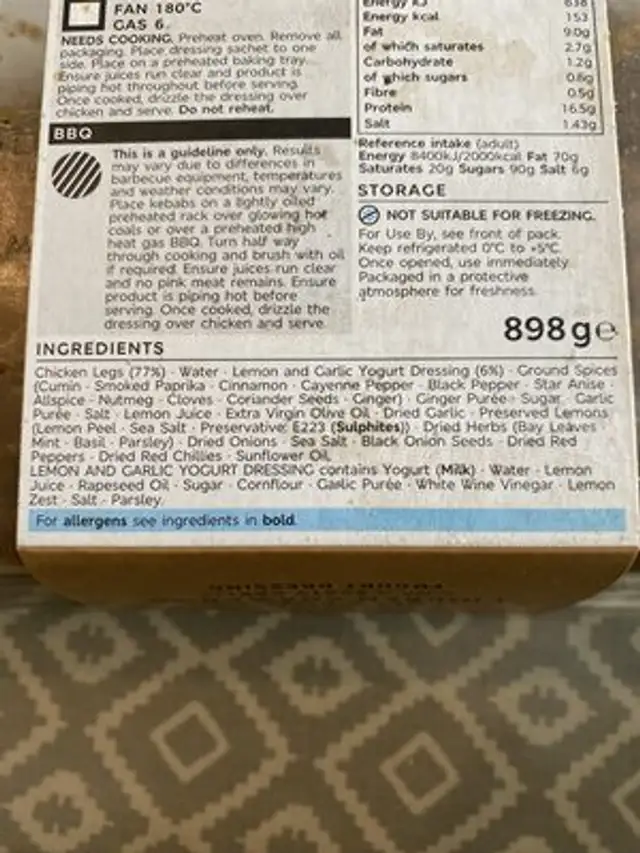 FAN 180°C
GAS 6.
NEEDS COOKING. Preheat oven. Remove all
packaging. Place dressing sachet to one
side. Place on a preheated baking tray.
Ensure juices run clear and product is
piping hot throughout before serving.
Once cooked, drizzle the dressing over
chicken and serve. Do not reheat.
BBQ
This is a guideline only. Results
may vary due to differences in
barbecue equipment, temperatures
and weather conditions may vary.
Place kebabs on a lightly oiled
preheated rack over glowing hot
coals or over a preheated high
heat gas BBQ. Turn half way
through cooking and brush with oil
if required. Ensure juices run clear
and no pink meat remains. Ensure
product is piping hot before
serving. Once cooked, drizzle the
dressing over chicken and serve.
Energy kJ 638
Energy kcal 153
Fat 9.0g
of which saturates 2.7g
Carbohydrate 1.2g
of which sugars 0.6g
Fibre 0.5g
Protein 16.5g
Salt 1.43g
Reference intake (adult)
Energy 8400kJ/2000kcal Fat 70g
Saturates 20g Sugars 90g Salt 6g
STORAGE
NOT SUITABLE FOR FREEZING.
For Use By, see front of pack.
Keep refrigerated 0°C to +5°C.
Once opened, use immediately.
Packaged in a protective
atmosphere for freshness.
898g℮
INGREDIENTS
Chicken Legs (77%) · Water · Lemon and Garlic Yogurt Dressing (6%) · Ground Spices
(Cumin · Smoked Paprika · Cinnamon · Cayenne Pepper · Black Pepper · Star Anise ·
Allspice · Nutmeg · Cloves · Coriander Seeds · Ginger) · Ginger Purée · Sugar · Garlic
Purée · Salt · Lemon Juice · Extra Virgin Olive Oil · Dried Garlic · Preserved Lemons
(Lemon Peel · Sea Salt · Preservative: E223 (Sulphites)) · Dried Herbs (Bay Leaves ·
Mint · Basil · Parsley) · Dried Onions · Sea Salt · Black Onion Seeds · Dried Red
Peppers · Dried Red Chillies · Sunflower Oil.
LEMON AND GARLIC YOGURT DRESSING contains Yogurt (Milk) · Water · Lemon
Juice · Rapeseed Oil · Sugar · Cornflour · Garlic Purée · White Wine Vinegar · Lemon
Zest · Salt · Parsley.
For allergens see ingredients in bold.